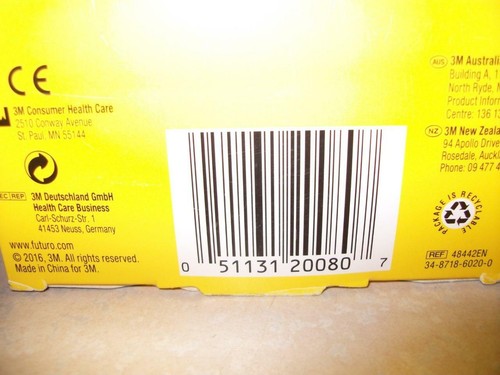 CE
3M Consumer Health Care
2510 Conway Avenue
St. Paul, MN 55144
EC REP 3M Deutschland GmbH
Health Care Business
Carl-Schurz-Str. 1
41453 Neuss, Germany
www.futuro.com
© 2016, 3M. All rights reserved.
Made in China for 3M.
0 51131 20080 7
AUS 3M Australi
Building A, 1
North Ryde, N
Product Infor
Centre: 136 1
NZ 3M New Zeala
94 Apollo Drive
Rosedale, Auckl
Phone: 09 477 4
PACKAGE IS RECYCLABLE
REF 48442EN
34-8718-6020-0